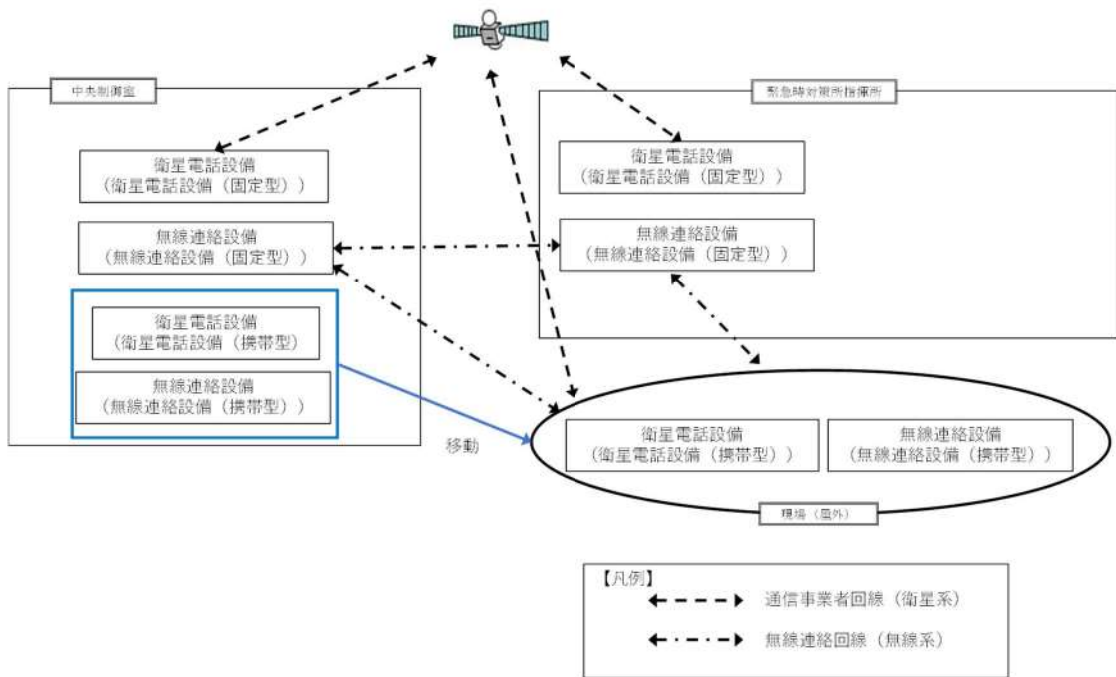 中央制御室
緊急時対策所指揮所
衛星電話設備
(衛星電話設備(固定型))
衛星電話設備
(衛星電話設備(固定型))
無線連絡設備
(無線連絡設備(固定型))
無線連絡設備
(無線連絡設備(固定型))
衛星電話設備
(衛星電話設備(携帯型)
無線連絡設備
(無線連絡設備(携帯型))
移動
衛星電話設備
(衛星電話設備(携帯型))
無線連絡設備
(無線連絡設備(携帯型))
現場(屋外)
【凡例】
通信事業者回線(衛星系)
無線連絡回線(無線系)